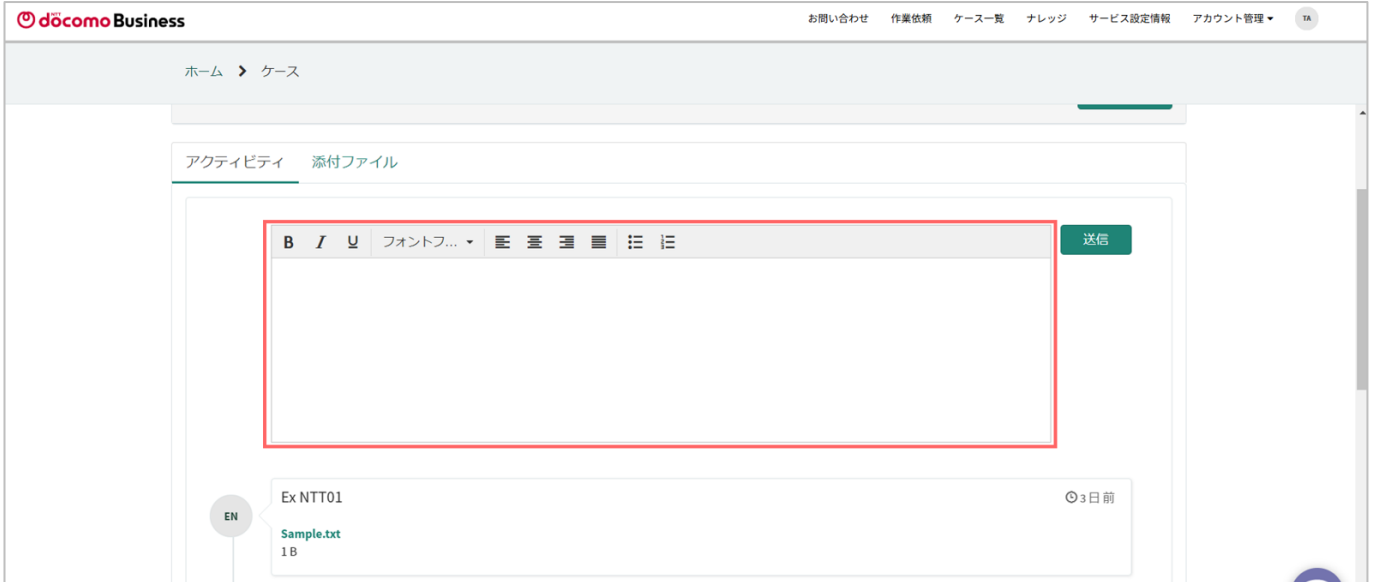 NTT döcomo Business
お問い合わせ 作業依頼 ケース一覧 ナレッジ サービス設定情報 アカウント管理 TA
ホーム ケース
アクティビティ 添付ファイル
B I U フォントフ...
送信
EN
Ex NTT01 3日前
Sample.txt
1 B